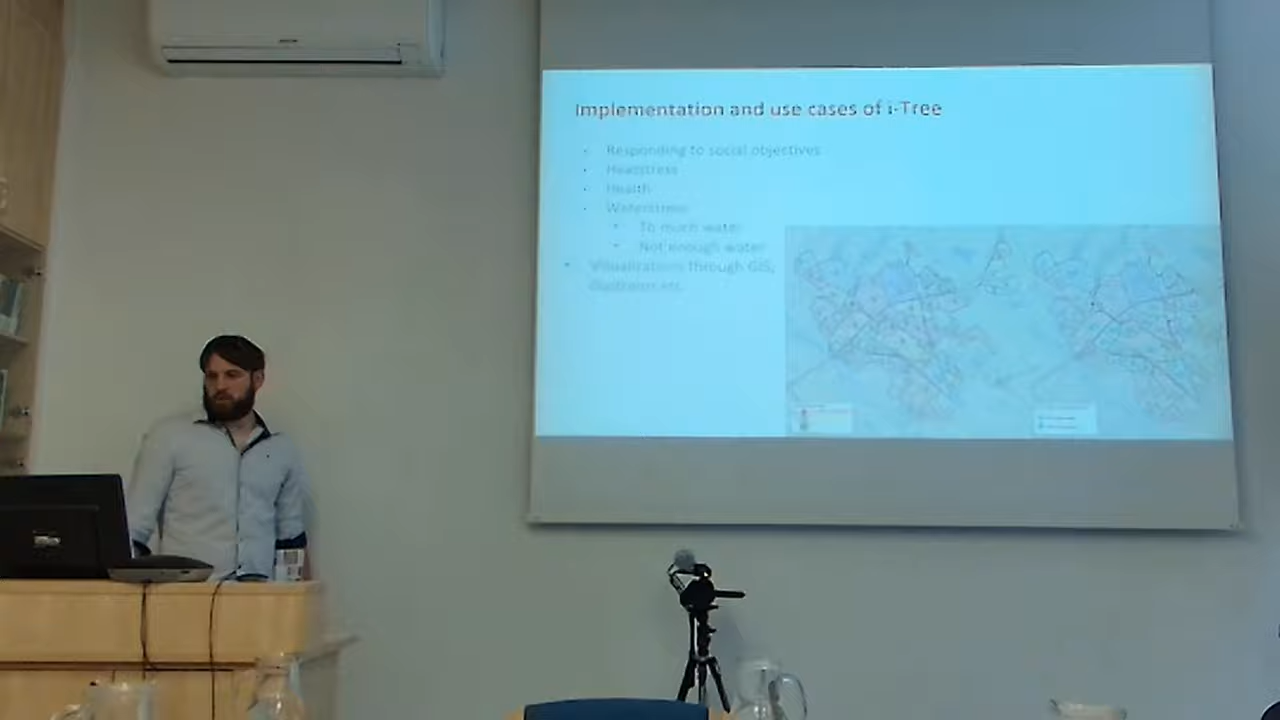 Implementation and use cases of i-Tree
Responding to social objectives
Heatstress
Health
Waterstress
To much water
Not enough water
Visualizations through GIS,